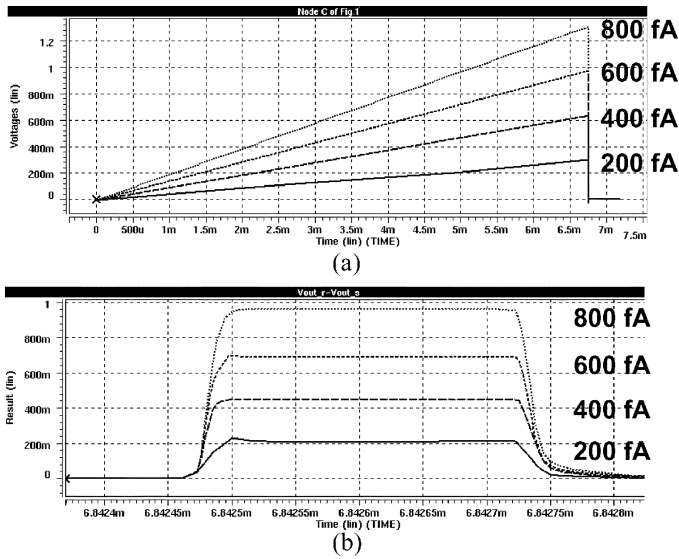 Node C of Fig.1
Voltages (lin)
1.2
1
800m
600m
400m
200m
0
800 fA
600 fA
400 fA
200 fA
0 500u 1m 1.5m 2m 2.5m 3m 3.5m 4m 4.5m 5m 5.5m 6m 6.5m 7m 7.5m
Time (lin) (TIME)
(a)
Vout_r-Vout_s
Result (lin)
1
800m
600m
400m
200m
0
800 fA
600 fA
400 fA
200 fA
6.8424m 6.84245m 6.8425m 6.84255m 6.8426m 6.84265m 6.8427m 6.84275m 6.8428m
Time (lin) (TIME)
(b)